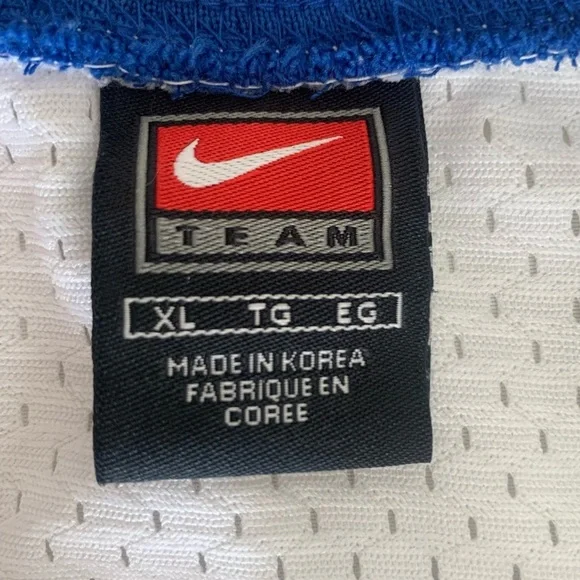 TEAM
XL TG EG
MADE IN KOREA
FABRIQUE EN
COREE